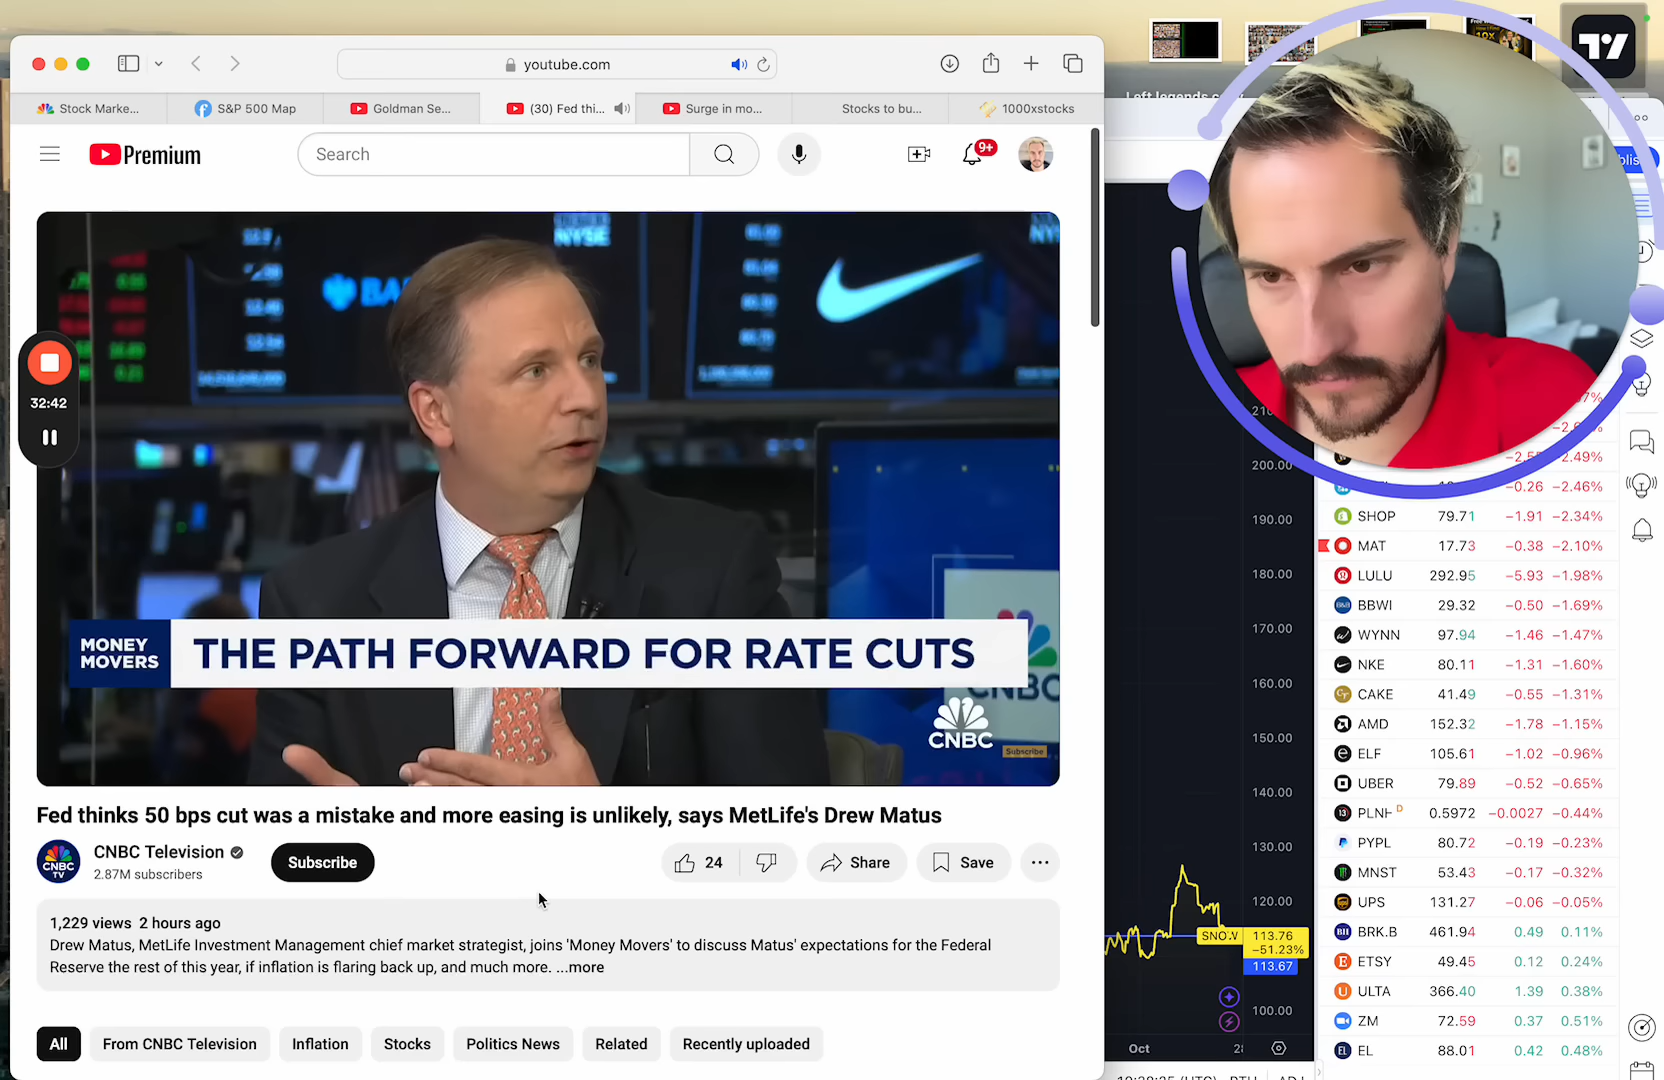 youtube.com
Stock Marke...
S&P 500 Map
Goldman Se...
(30) Fed thi...
Surge in mo...
Stocks to bu...
1000xstocks
Premium
Search
9+
NYSE
32:42
MONEY MOVERS
THE PATH FORWARD FOR RATE CUTS
CNBC
Subscribe
Fed thinks 50 bps cut was a mistake and more easing is unlikely, says MetLife's Drew Matus
CNBC Television
2.87M subscribers
Subscribe
24
Share
Save
1,229 views 2 hours ago
Drew Matus, MetLife Investment Management chief market strategist, joins 'Money Movers' to discuss Matus' expectations for the Federal
Reserve the rest of this year, if inflation is flaring back up, and much more. ...more
All
From CNBC Television
Inflation
Stocks
Politics News
Related
Recently uploaded
200.00
190.00
180.00
170.00
160.00
150.00
140.00
130.00
120.00
113.76
−51.23%
113.67
100.00
Oct
−2.49%
−0.26 −2.46%
SHOP 79.71 −1.91 −2.34%
MAT 17.73 −0.38 −2.10%
LULU 292.95 −5.93 −1.98%
BBWI 29.32 −0.50 −1.69%
WYNN 97.94 −1.46 −1.47%
NKE 80.11 −1.31 −1.60%
CAKE 41.49 −0.55 −1.31%
AMD 152.32 −1.78 −1.15%
ELF 105.61 −1.02 −0.96%
UBER 79.89 −0.52 −0.65%
PLNH D 0.5972 −0.0027 −0.44%
PYPL 80.72 −0.19 −0.23%
MNST 53.43 −0.17 −0.32%
UPS 131.27 −0.06 −0.05%
BRK.B 461.94 0.49 0.11%
ETSY 49.45 0.12 0.24%
ULTA 366.40 1.39 0.38%
ZM 72.59 0.37 0.51%
EL 88.01 0.42 0.48%